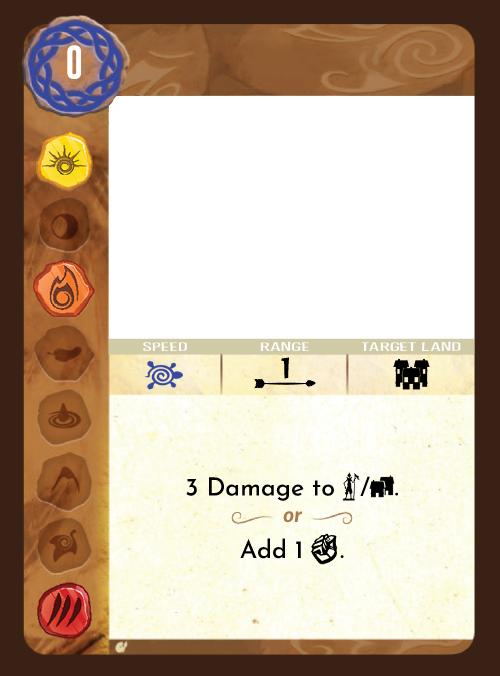 0
SPEED RANGE TARGET LAND
1
3 Damage to /.
or
Add 1 .